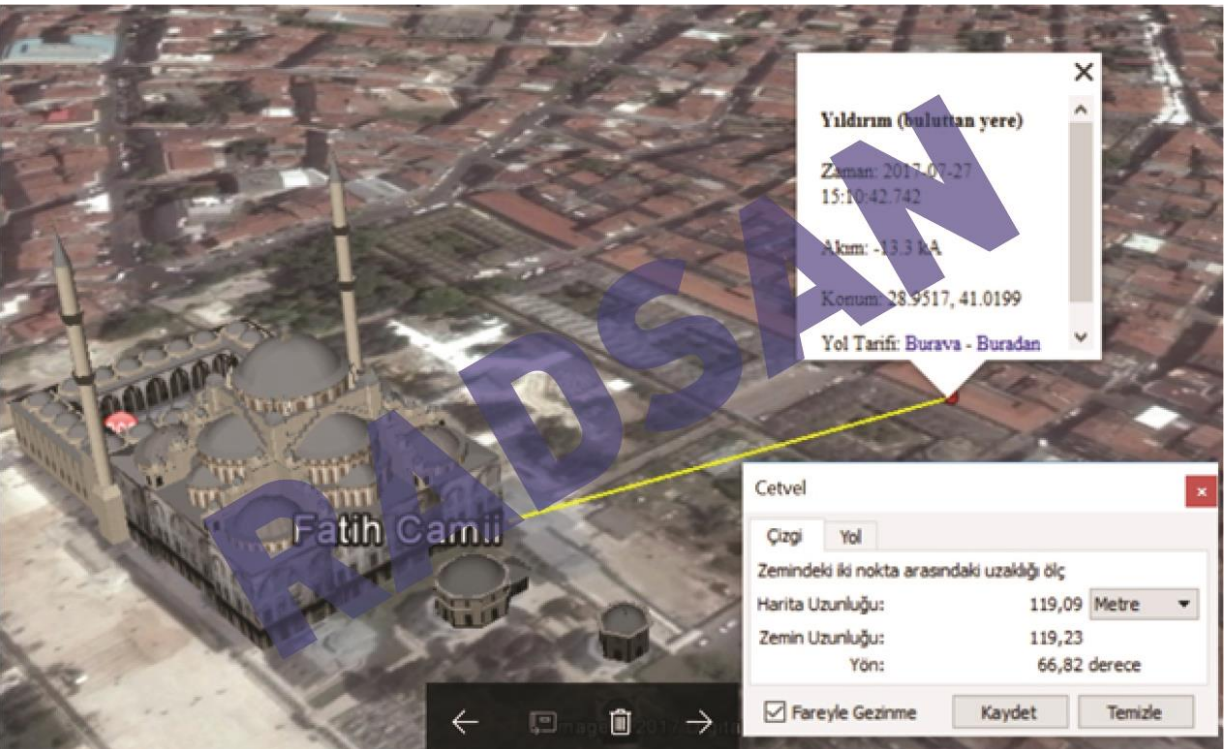 Yıldırım (buluttan yere)
Zaman: 2017-07-27
15:10:42.742
Akım: -13.3 kA
Konum: 28.9517, 41.0199
Yol Tarifi: Burava - Buradan
RADSAN
Fatih Camii
Cetvel
Çizgi Yol
Zemindeki iki nokta arasındaki uzaklığı ölç
Harita Uzunluğu: 119,09 Metre
Zemin Uzunluğu: 119,23
Yön: 66,82 derece
Fareyle Gezinme Kaydet Temizle
2017